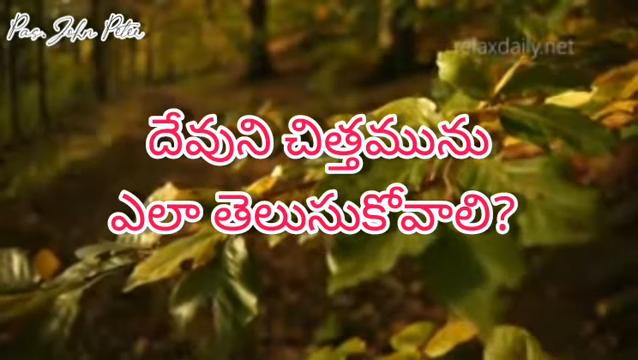 Pas. John Peter
relaxdaily.net
దేవుని చిత్తమును
ఎలా తెలుసుకోవాలి?